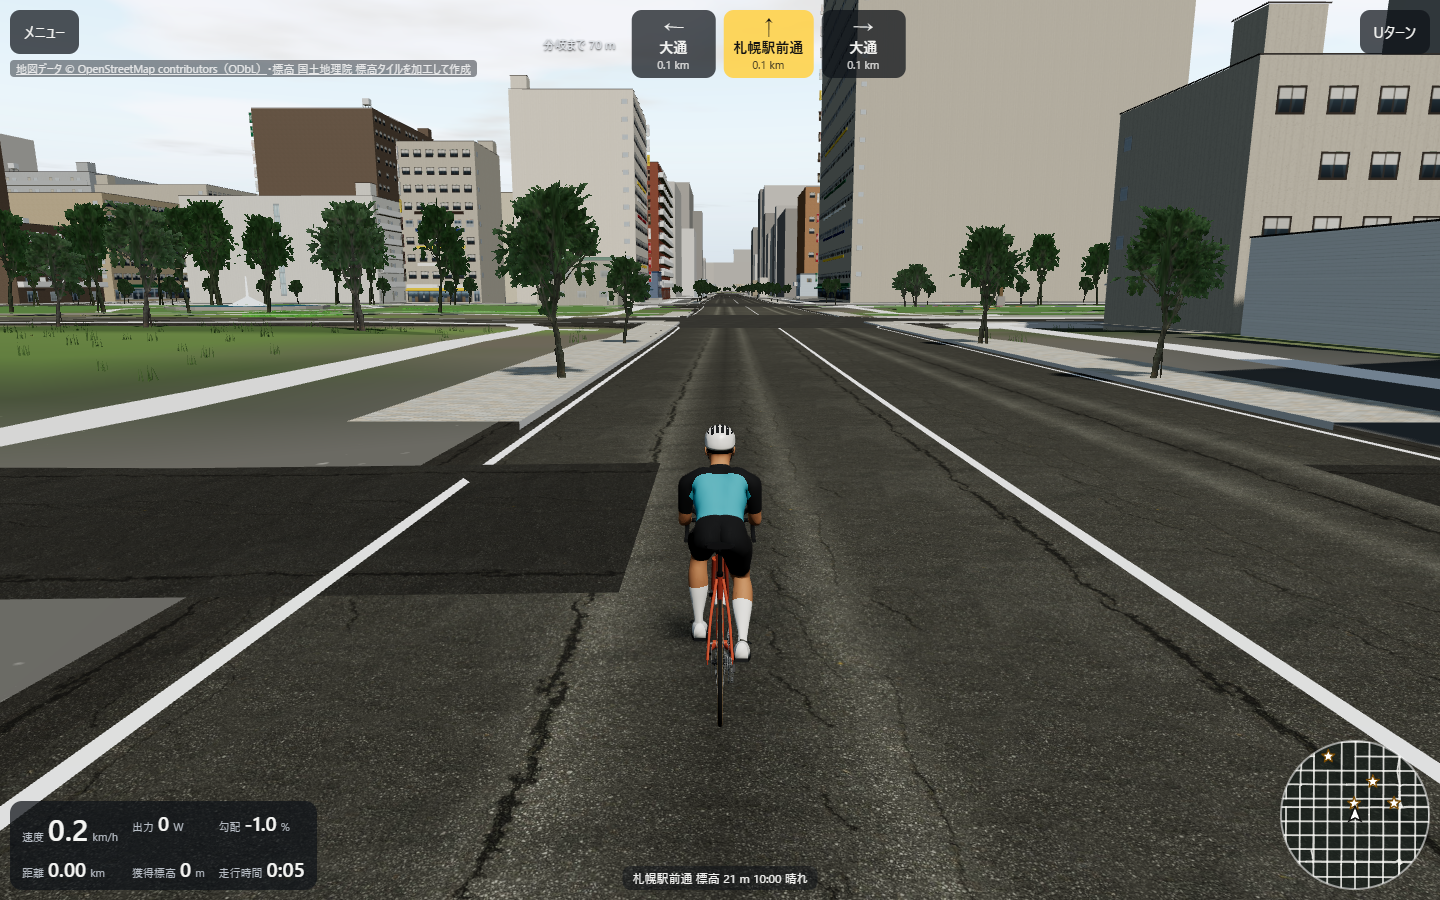 メニュー
地図データ © OpenStreetMap contributors（ODbL）・標高 国土地理院 標高タイルを加工して作成
分岐まで 70 m
←
大通
0.1 km
↑
札幌駅前通
0.1 km
→
大通
0.1 km
Uターン
速度 0.2 km/h 出力 0 W 勾配 -1.0 %
距離 0.00 km 獲得標高 0 m 走行時間 0:05
札幌駅前通 標高 21 m 10:00 晴れ